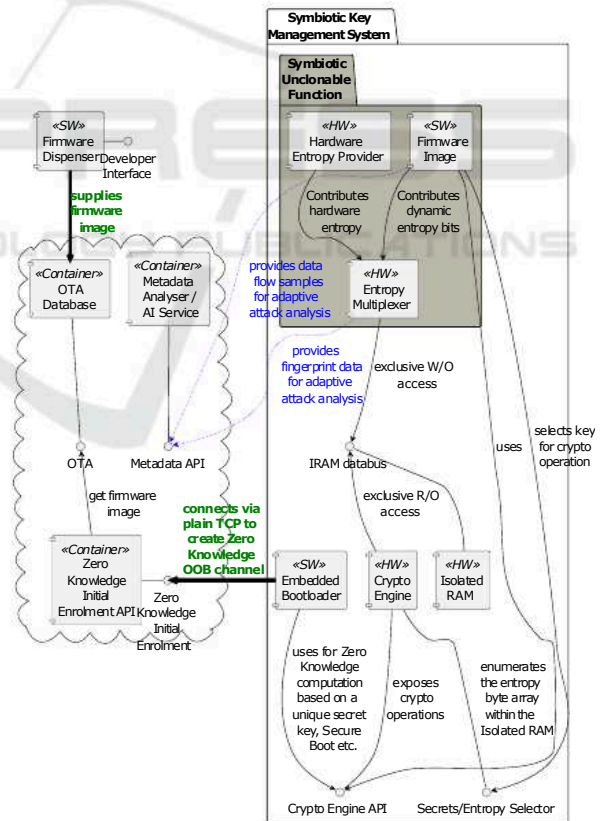 Symbiotic Key
Management System
Symbiotic
Unclonable
Function
«SW»
Firmware
Dispenser
Developer
Interface
«HW»
Hardware
Entropy Provider
«SW»
Firmware
Image
supplies
firmware
image
Contributes
hardware
entropy
Contributes
dynamic
entropy bits
«Container»
OTA
Database
«Container»
Metadata
Analyser /
AI Service
provides data
flow samples
for adaptive
attack analysis
«HW»
Entropy
Multiplexer
provides
fingerprint data
for adaptive
attack analysis
exclusive W/O
access
OTA
Metadata API
IRAM databus
uses
selects key
for crypto
operation
get firmware
image
connects via
plain TCP to
create Zero
Knowledge
OOB channel
exclusive R/O
access
«Container»
Zero
Knowledge
Initial
Enrolment API
Zero
Knowledge
Initial
Enrolment
«SW»
Embedded
Bootloader
«HW»
Crypto
Engine
«HW»
Isolated
RAM
uses for Zero
Knowledge
computation
based on a
unique secret
key, Secure
Boot etc.
exposes
crypto
operations
enumerates
the entropy
byte array
within the
Isolated RAM
Crypto Engine API
Secrets/Entropy Selector